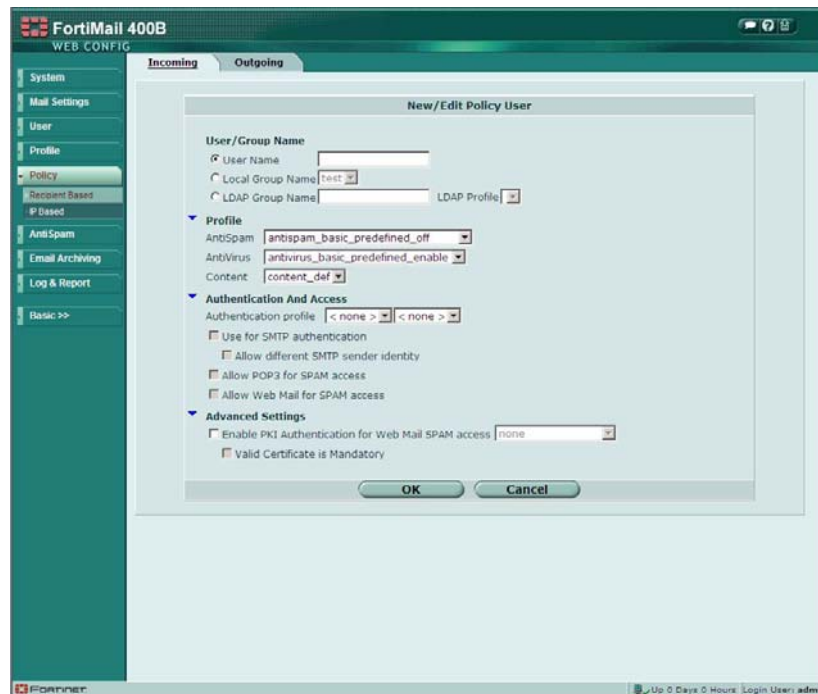 FortiMail 400B
WEB CONFIG
Incoming Outgoing
System
Mail Settings
User
Profile
Policy
Recipient Based
IP Based
AntiSpam
Email Archiving
Log & Report
Basic >>
New/Edit Policy User
User/Group Name
User Name
Local Group Name test
LDAP Group Name LDAP Profile
Profile
AntiSpam antispam_basic_predefined_off
AntiVirus antivirus_basic_predefined_enable
Content content_def
Authentication And Access
Authentication profile < none > < none >
Use for SMTP authentication
Allow different SMTP sender identity
Allow POP3 for SPAM access
Allow Web Mail for SPAM access
Advanced Settings
Enable PKI Authentication for Web Mail SPAM access none
Valid Certificate is Mandatory
OK Cancel
FORTINET
Up 0 Days 0 Hours Login User: adm